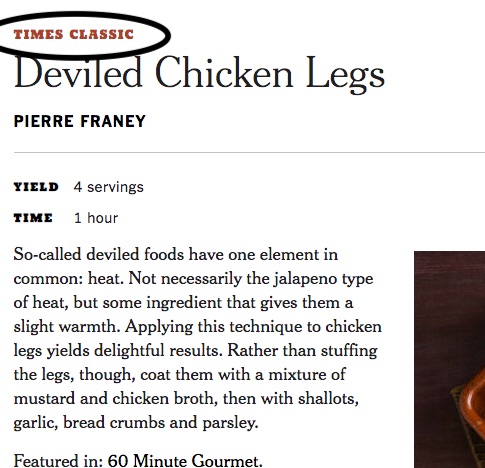 TIMES CLASSIC
Deviled Chicken Legs
PIERRE FRANEY
YIELD 4 servings
TIME 1 hour
So-called deviled foods have one element in
common: heat. Not necessarily the jalapeno type
of heat, but some ingredient that gives them a
slight warmth. Applying this technique to chicken
legs yields delightful results. Rather than stuffing
the legs, though, coat them with a mixture of
mustard and chicken broth, then with shallots,
garlic, bread crumbs and parsley.
Featured in: 60 Minute Gourmet.